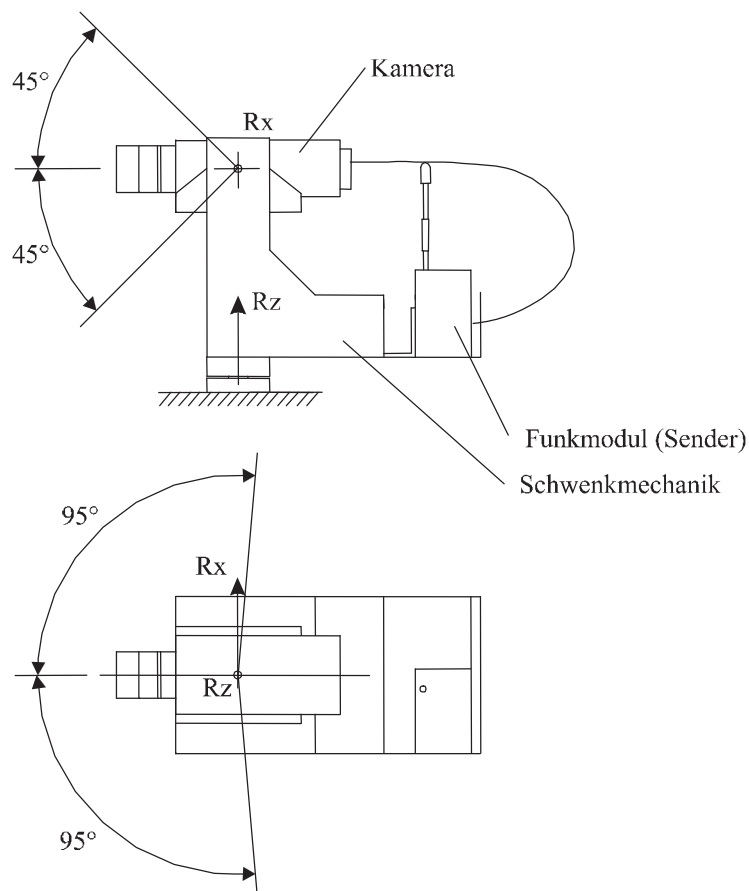 Kamera
45°
Rx
45°
Rz
Funkmodul (Sender)
Schwenkmechanik
95°
Rx
Rz
95°